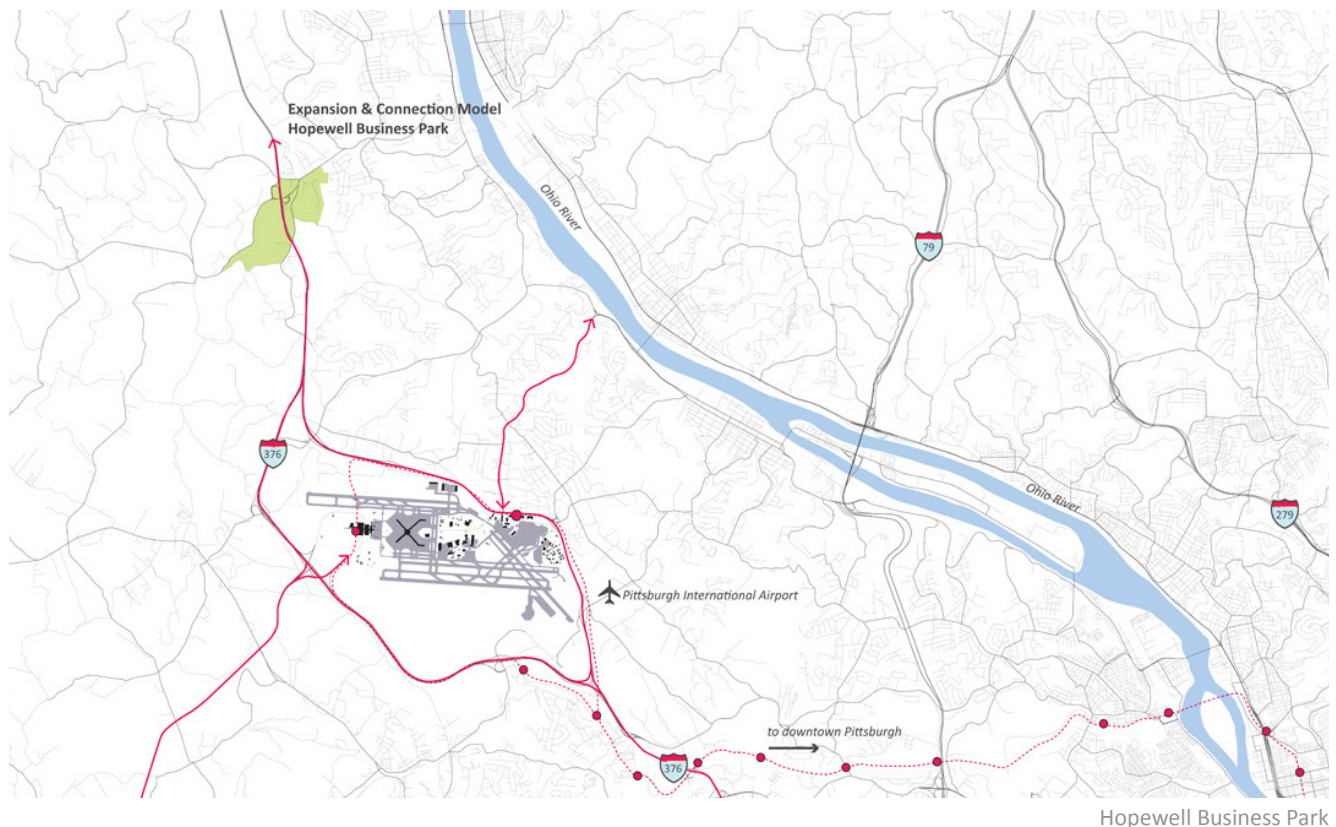 Expansion & Connection Model
Hopewell Business Park
Ohio River
79
376
Ohio River
279
Pittsburgh International Airport
to downtown Pittsburgh
376
Hopewell Business Park